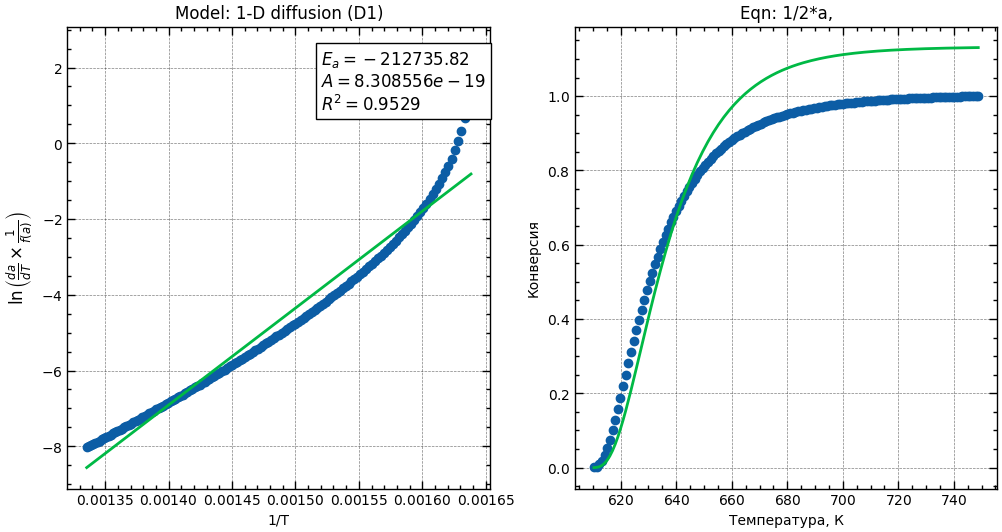 Model: 1-D diffusion (D1)
E_a = −212735.82
A = 8.308556e − 19
R^2 = 0.9529
2
0
−2
−4
−6
−8
ln (da/dT × 1/f(a))
0.00135 0.00140 0.00145 0.00150 0.00155 0.00160 0.00165
1/T
Eqn: 1/2*a,
1.0
0.8
0.6
0.4
0.2
0.0
Конверсия
620 640 660 680 700 720 740
Температура, К